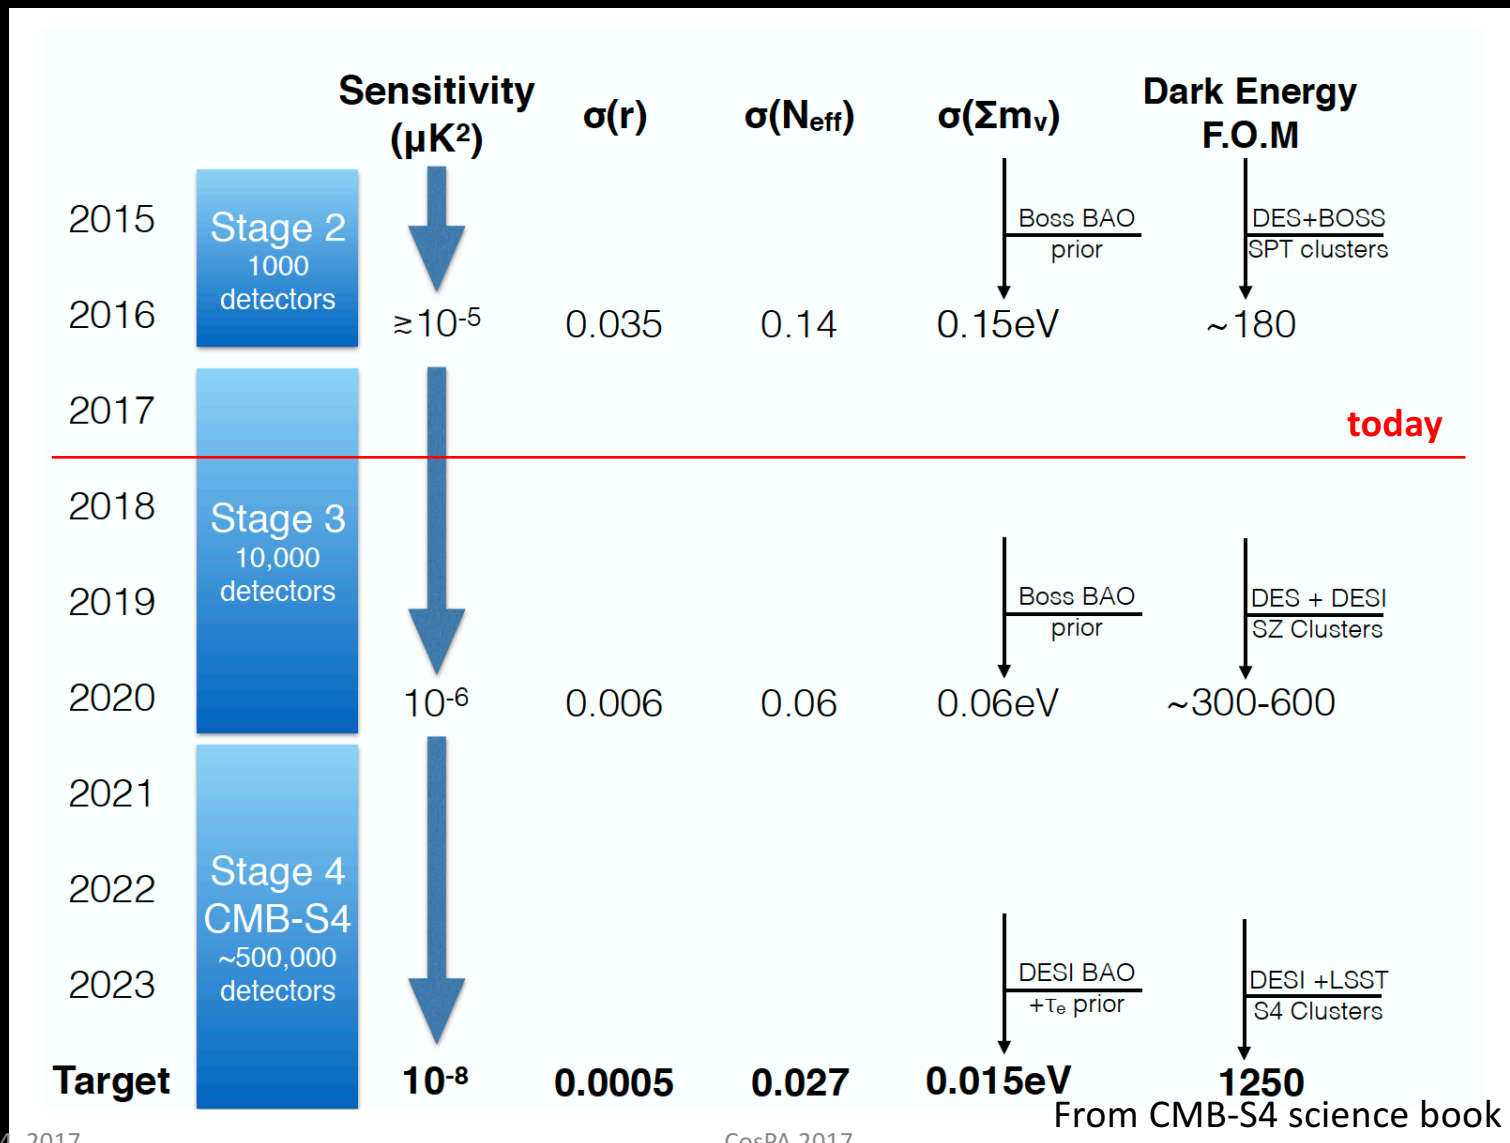 Sensitivity
(μK²)
σ(r)
σ(Neff)
σ(Σmν)
Dark Energy
F.O.M
2015
Stage 2
1000
detectors
Boss BAO
prior
DES+BOSS
SPT clusters
2016
≳10⁻⁵
0.035
0.14
0.15eV
~180
2017
today
2018
Stage 3
10,000
detectors
2019
Boss BAO
prior
DES + DESI
SZ Clusters
2020
10⁻⁶
0.006
0.06
0.06eV
~300-600
2021
2022
Stage 4
CMB-S4
~500,000
detectors
2023
DESI BAO
+τe prior
DESI +LSST
S4 Clusters
Target
10⁻⁸
0.0005
0.027
0.015eV
1250
From CMB-S4 science book
2017
CosPA 2017